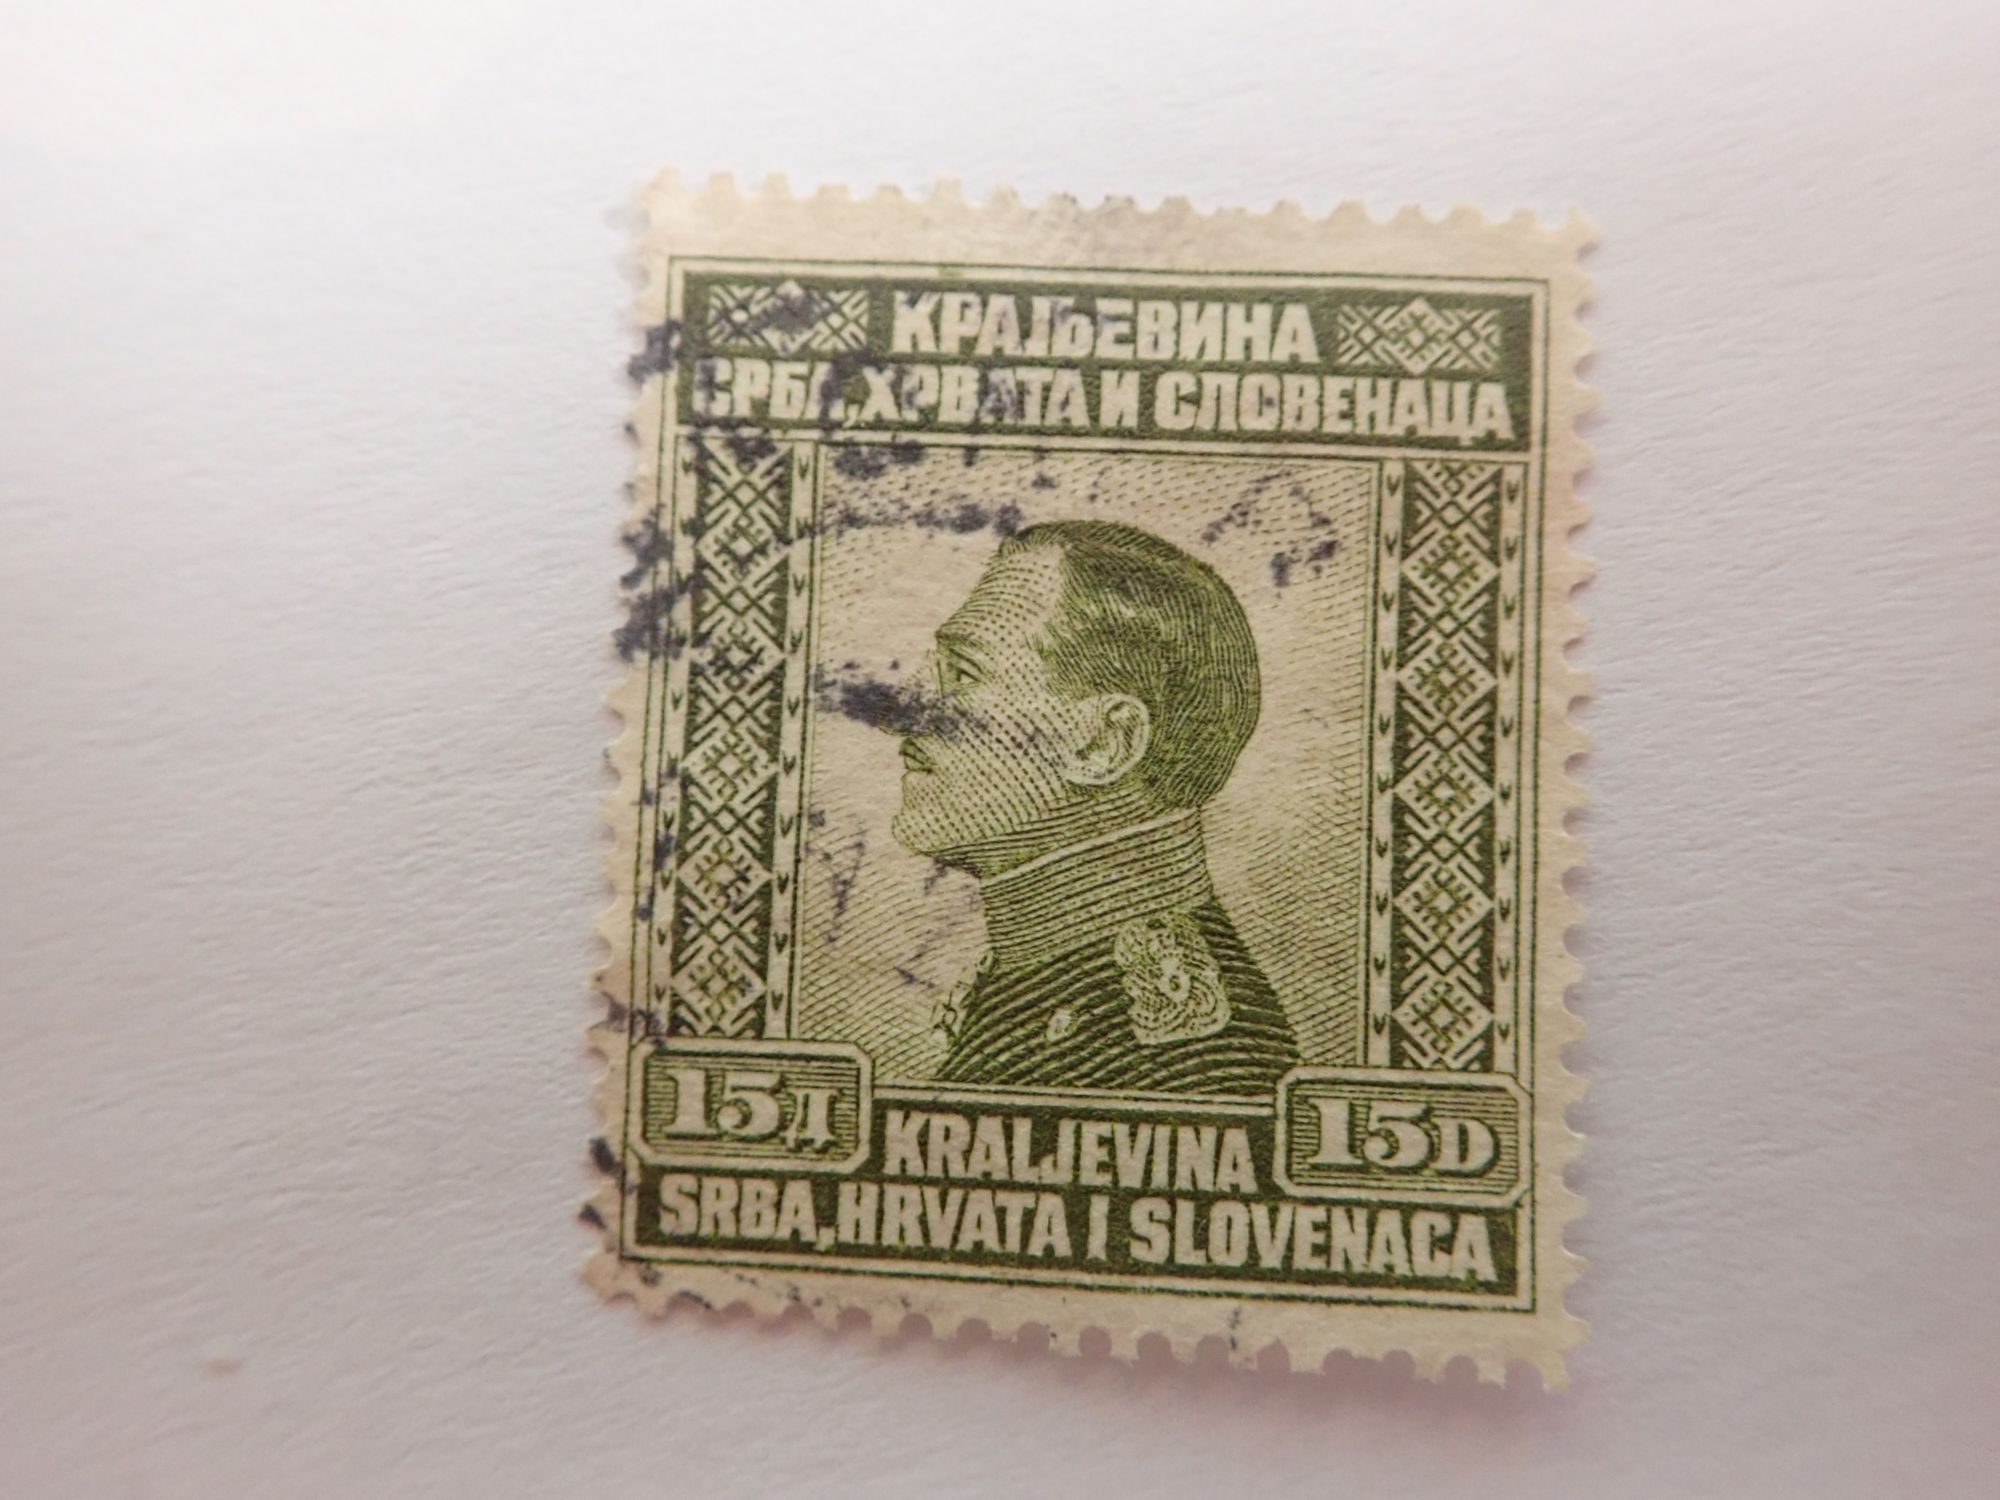 КРАЉЕВИНА
СРБА, ХРВАТА И СЛОВЕНАЦА
15Д
15D
KRALJEVINA
SRBA, HRVATA I SLOVENACA